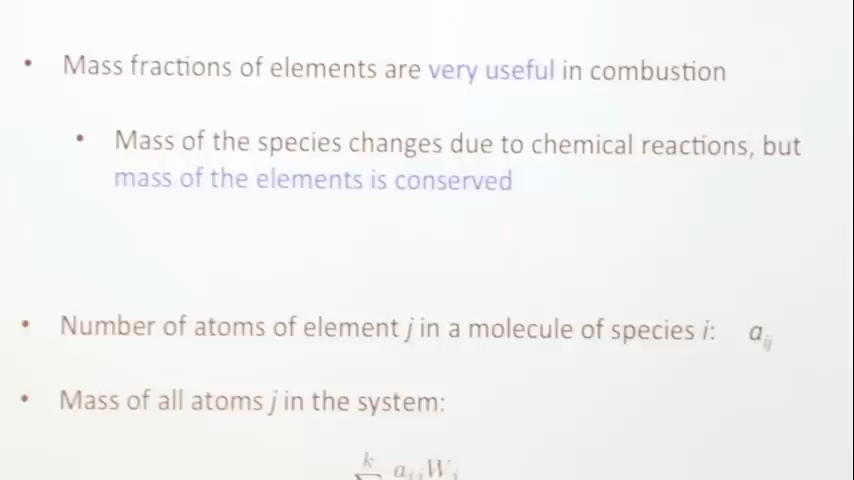 • Mass fractions of elements are very useful in combustion
• Mass of the species changes due to chemical reactions, but
mass of the elements is conserved
• Number of atoms of element j in a molecule of species i: aᵢⱼ
• Mass of all atoms j in the system:
k
aᵢⱼWⱼ